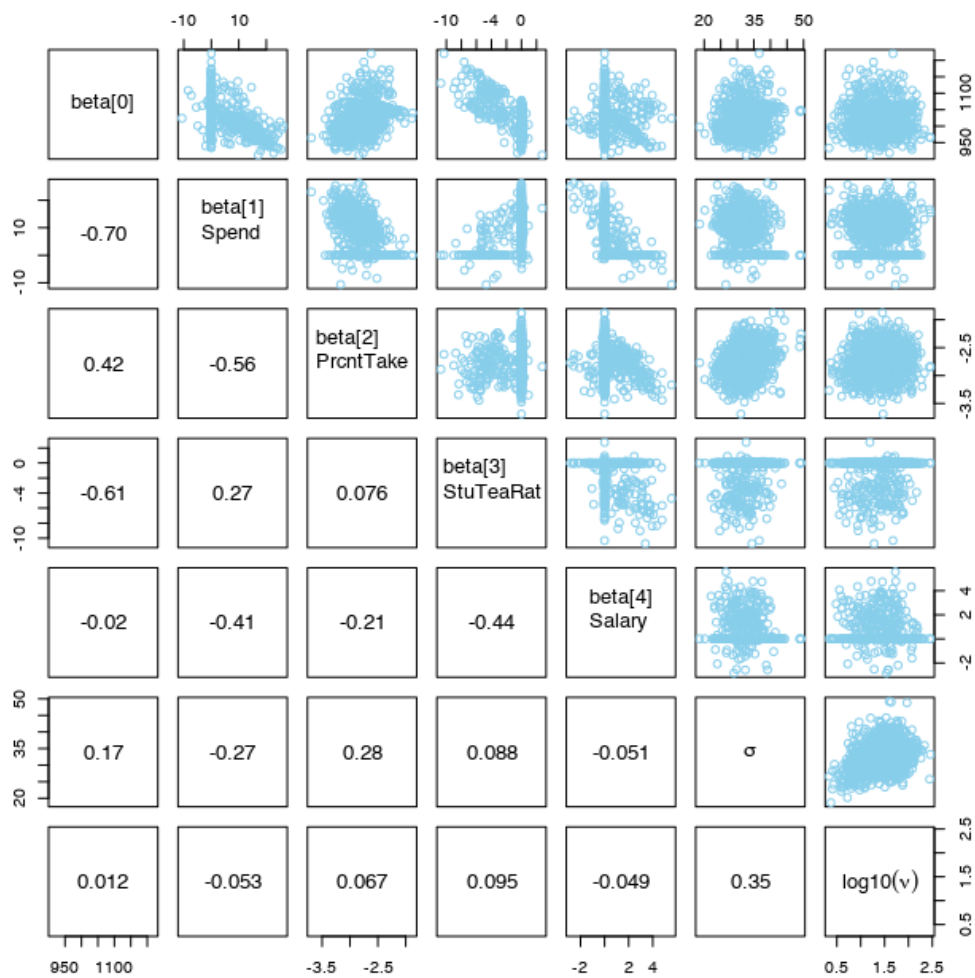 -10 10
-10 -4 0
20 35 50
beta[0]
950 1100
-10 10
-0.70
beta[1]
Spend
0.42
-0.56
beta[2]
PrcntTake
-3.5 -2.5
-10 -4 0
-0.61
0.27
0.076
beta[3]
StuTeaRat
-0.02
-0.41
-0.21
-0.44
beta[4]
Salary
-2 2 4
20 35 50
0.17
-0.27
0.28
0.088
-0.051
σ
0.012
-0.053
0.067
0.095
-0.049
0.35
log10(ν)
0.5 1.5 2.5
950 1100
-3.5 -2.5
-2 2 4
0.5 1.5 2.5